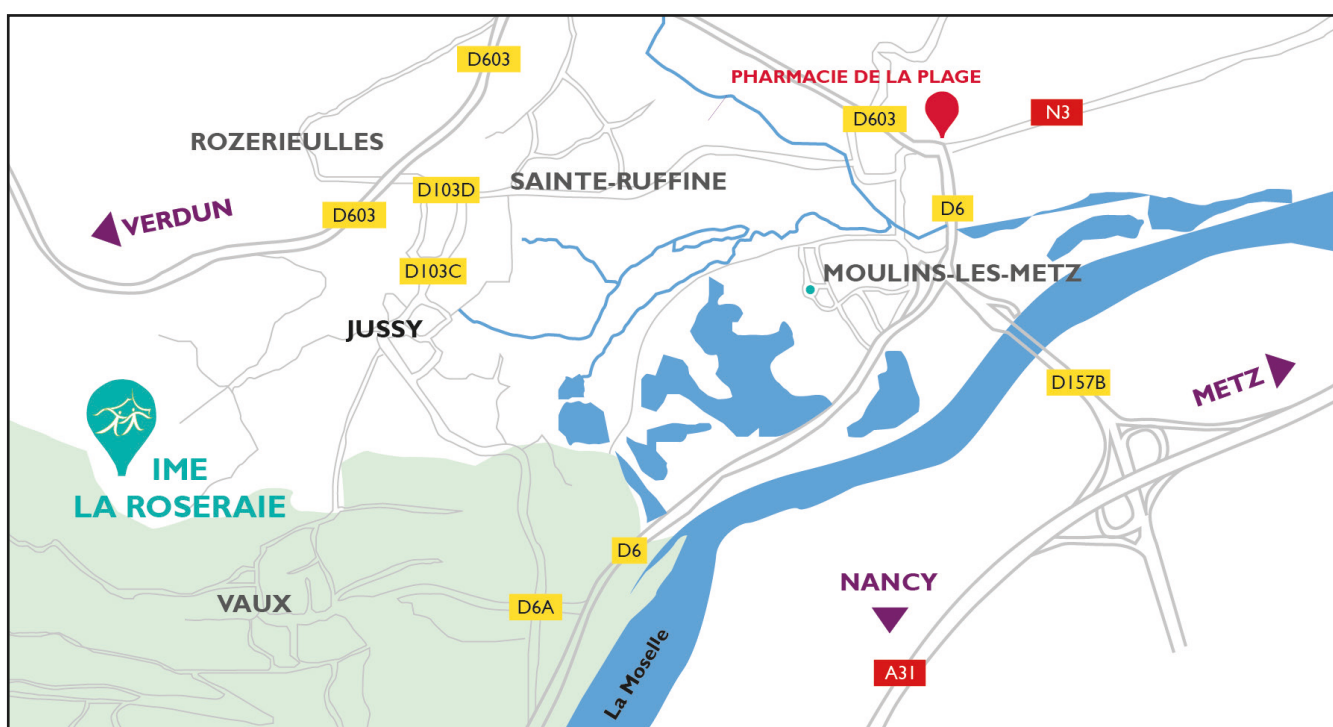 D603
PHARMACIE DE LA PLAGE
D603
N3
ROZERIEULLES
D103D
SAINTE-RUFFINE
VERDUN
D603
D6
D103C
MOULINS-LES-METZ
JUSSY
D157B
METZ
IME
LA ROSERAIE
D6
NANCY
VAUX
D6A
La Moselle
A31